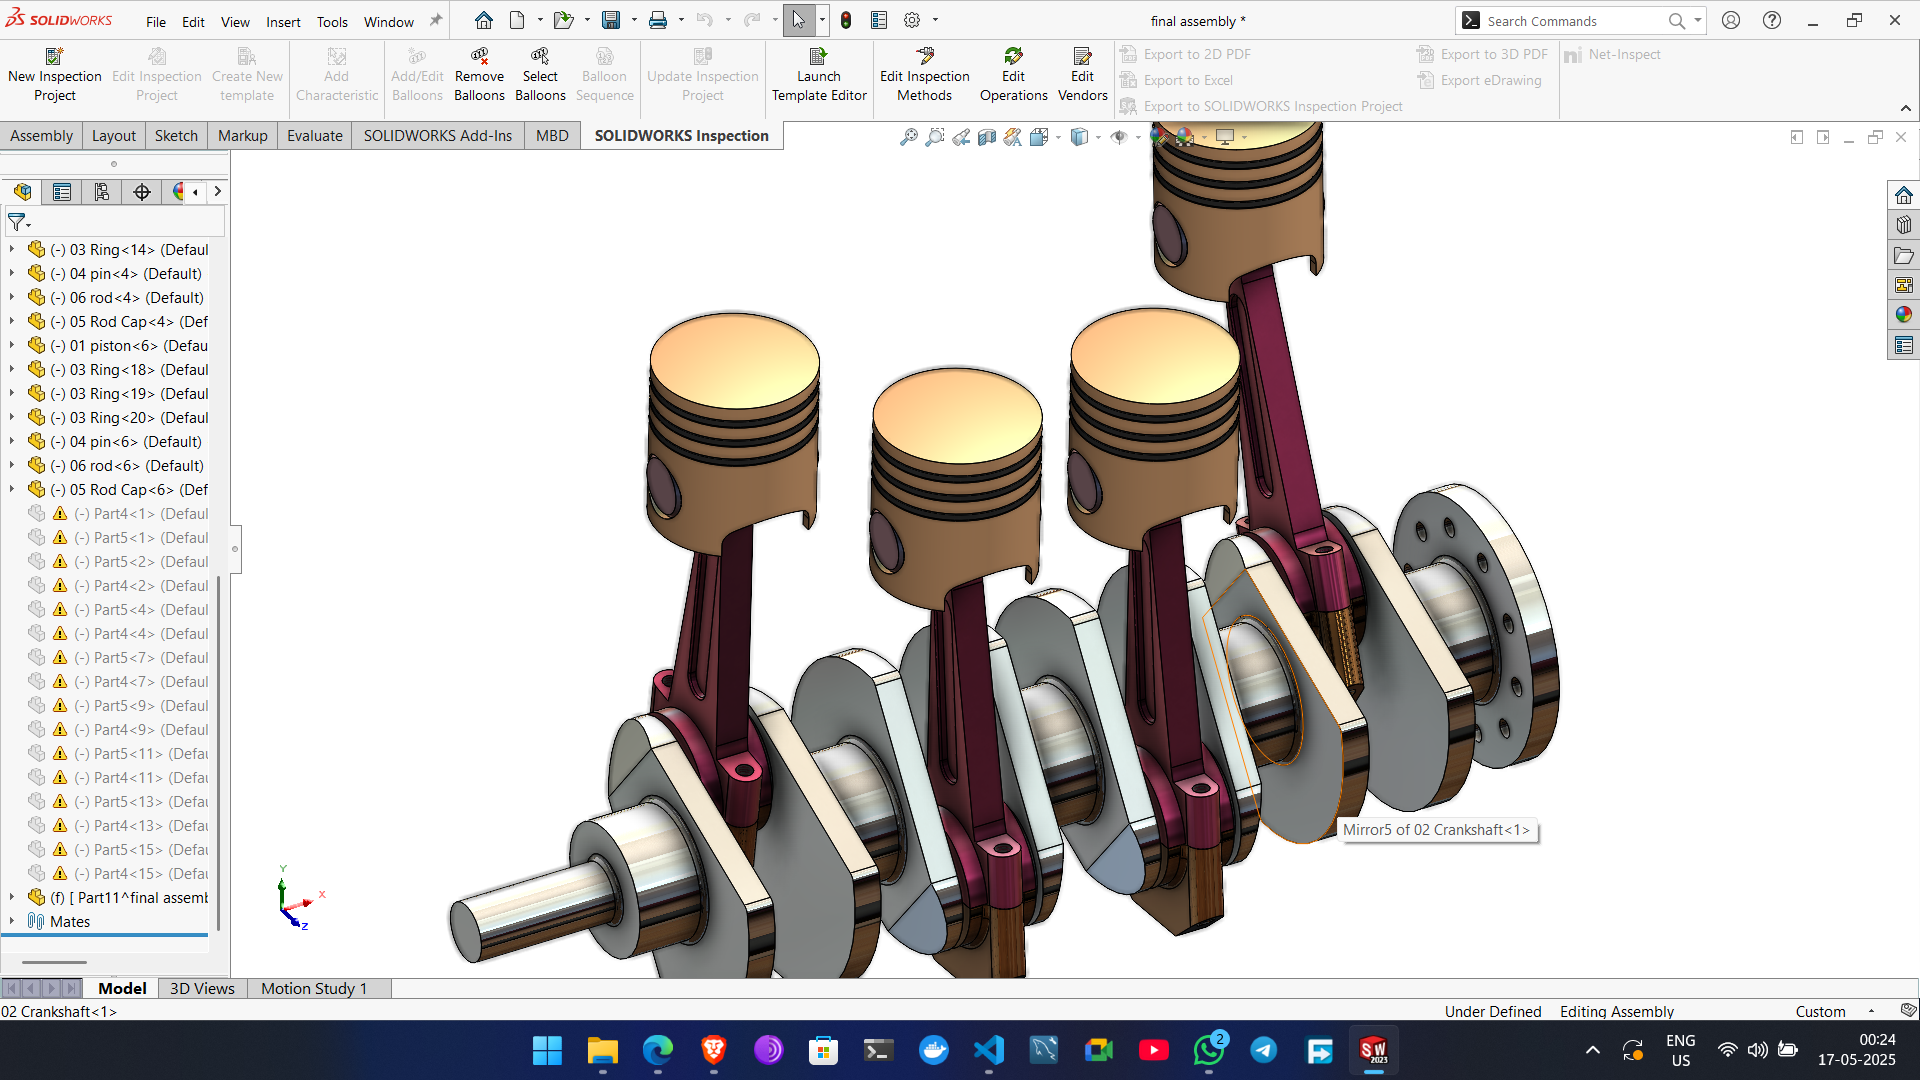 SOLIDWORKS
File Edit View Insert Tools Window
final assembly *
Search Commands
New Inspection Project
Edit Inspection Project
Create New template
Add Characteristic
Add/Edit Balloons
Remove Balloons
Select Balloons
Balloon Sequence
Update Inspection Project
Launch Template Editor
Edit Inspection Methods
Edit Operations
Edit Vendors
Export to 2D PDF
Export to Excel
Export to SOLIDWORKS Inspection Project
Export to 3D PDF
Export eDrawing
Net-Inspect
Assembly Layout Sketch Markup Evaluate SOLIDWORKS Add-Ins MBD SOLIDWORKS Inspection
(-) 03 Ring<14> (Defaul
(-) 04 pin<4> (Default)
(-) 06 rod<4> (Default)
(-) 05 Rod Cap<4> (Def
(-) 01 piston<6> (Defau
(-) 03 Ring<18> (Defaul
(-) 03 Ring<19> (Defaul
(-) 03 Ring<20> (Defaul
(-) 04 pin<6> (Default)
(-) 06 rod<6> (Default)
(-) 05 Rod Cap<6> (Def
(-) Part4<1> (Defaul
(-) Part5<1> (Defaul
(-) Part5<2> (Defaul
(-) Part4<2> (Defaul
(-) Part5<4> (Defaul
(-) Part4<4> (Defaul
(-) Part5<7> (Defaul
(-) Part4<7> (Defaul
(-) Part5<9> (Defaul
(-) Part4<9> (Defaul
(-) Part5<11> (Defau
(-) Part4<11> (Defau
(-) Part5<13> (Defau
(-) Part4<13> (Defau
(-) Part5<15> (Defau
(-) Part4<15> (Defau
(f) [ Part11^final assemb
Mates
Y
X
Z
Mirror5 of 02 Crankshaft<1>
Model 3D Views Motion Study 1
02 Crankshaft<1>
Under Defined Editing Assembly Custom
2
SW
2023
ENG
US
00:24
17-05-2025